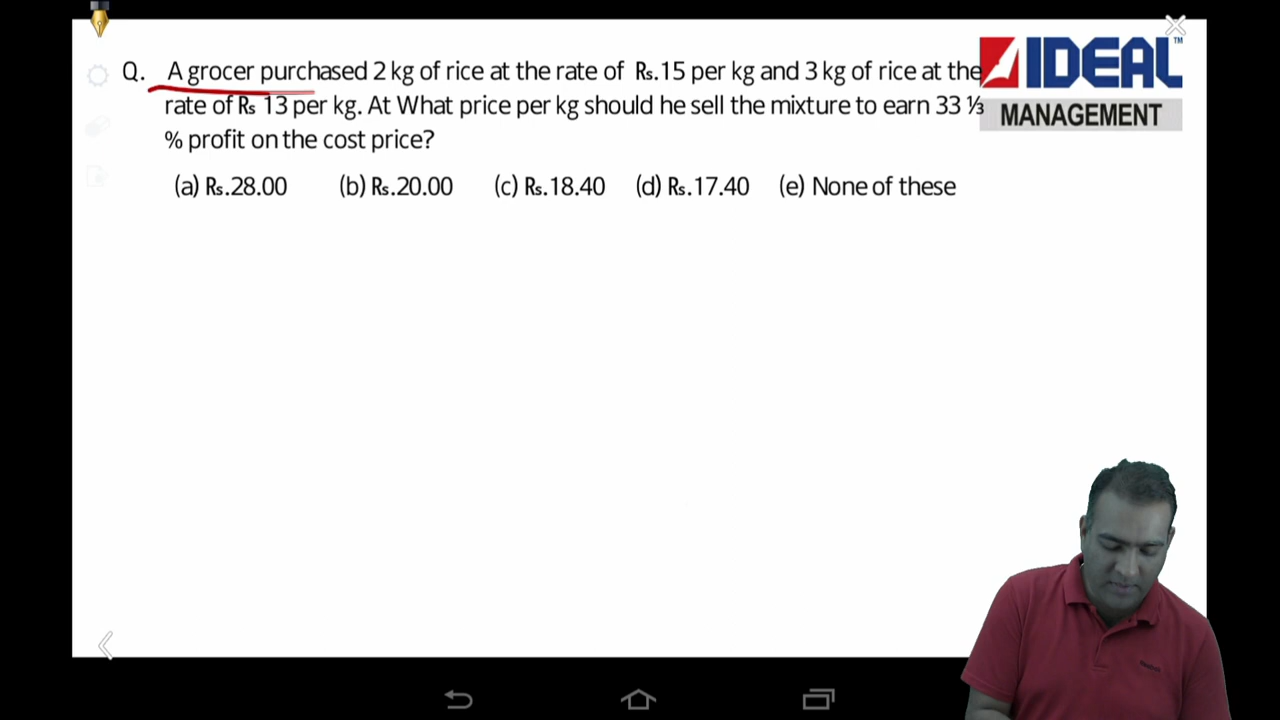 Q. A grocer purchased 2 kg of rice at the rate of Rs.15 per kg and 3 kg of rice at the
rate of Rs 13 per kg. At What price per kg should he sell the mixture to earn 33 ⅓
% profit on the cost price?
(a) Rs.28.00 (b) Rs.20.00 (c) Rs.18.40 (d) Rs.17.40 (e) None of these
IDEAL™
MANAGEMENT